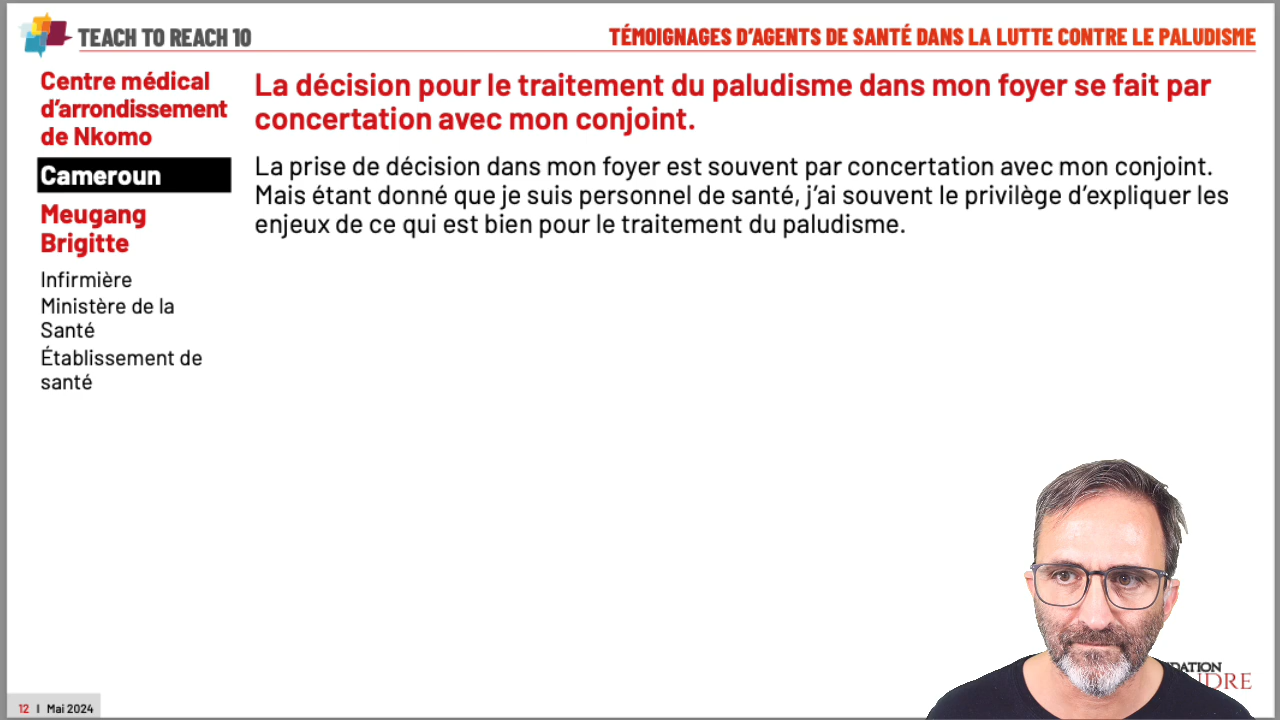 TEACH TO REACH 10
TÉMOIGNAGES D'AGENTS DE SANTÉ DANS LA LUTTE CONTRE LE PALUDISME
Centre médical
d'arrondissement
de Nkomo
Cameroun
Meugang
Brigitte
Infirmière
Ministère de la
Santé
Établissement de
santé
La décision pour le traitement du paludisme dans mon foyer se fait par
concertation avec mon conjoint.
La prise de décision dans mon foyer est souvent par concertation avec mon conjoint.
Mais étant donné que je suis personnel de santé, j'ai souvent le privilège d'expliquer les
enjeux de ce qui est bien pour le traitement du paludisme.
12 | Mai 2024